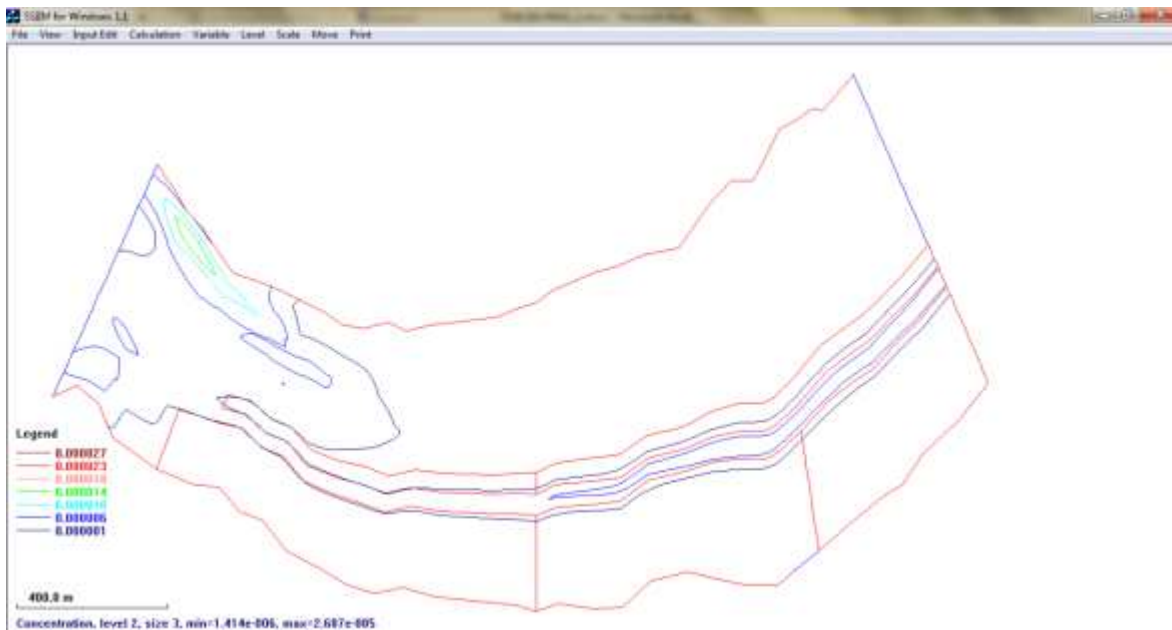 SSIIM for Windows 1.1
File View Input Edit Calculation Variable Level Scale Move Print
Legend
0.000027
0.000023
0.000018
0.000014
0.000010
0.000006
0.000001
400.0 m
Concentration, level 2, size 3, min=1.414e-006, max=2.687e-005